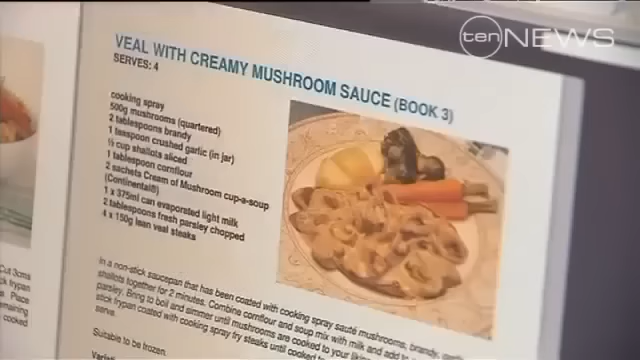 ten NEWS
VEAL WITH CREAMY MUSHROOM SAUCE (BOOK 3)
SERVES: 4
cooking spray
500g mushrooms (quartered)
2 tablespoons brandy
1 teaspoon crushed garlic (in jar)
½ cup shallots sliced
1 tablespoon cornflour
2 sachets Cream of Mushroom cup-a-soup
(Continental®)
1 x 375ml can evaporated light milk
2 tablespoons fresh parsley chopped
4 x 150g lean veal steaks
Cut 3cms
frypan
Place
cooked
In a non-stick saucepan that has been coated with cooking spray sauté mushrooms, brandy,
shallots together for 2 minutes. Combine cornflour and soup mix with milk and add to
parsley. Bring to boil and simmer until mushrooms are cooked to your
stick frypan coated with cooking spray fry steaks until cooked
serve.
Suitable to be frozen.